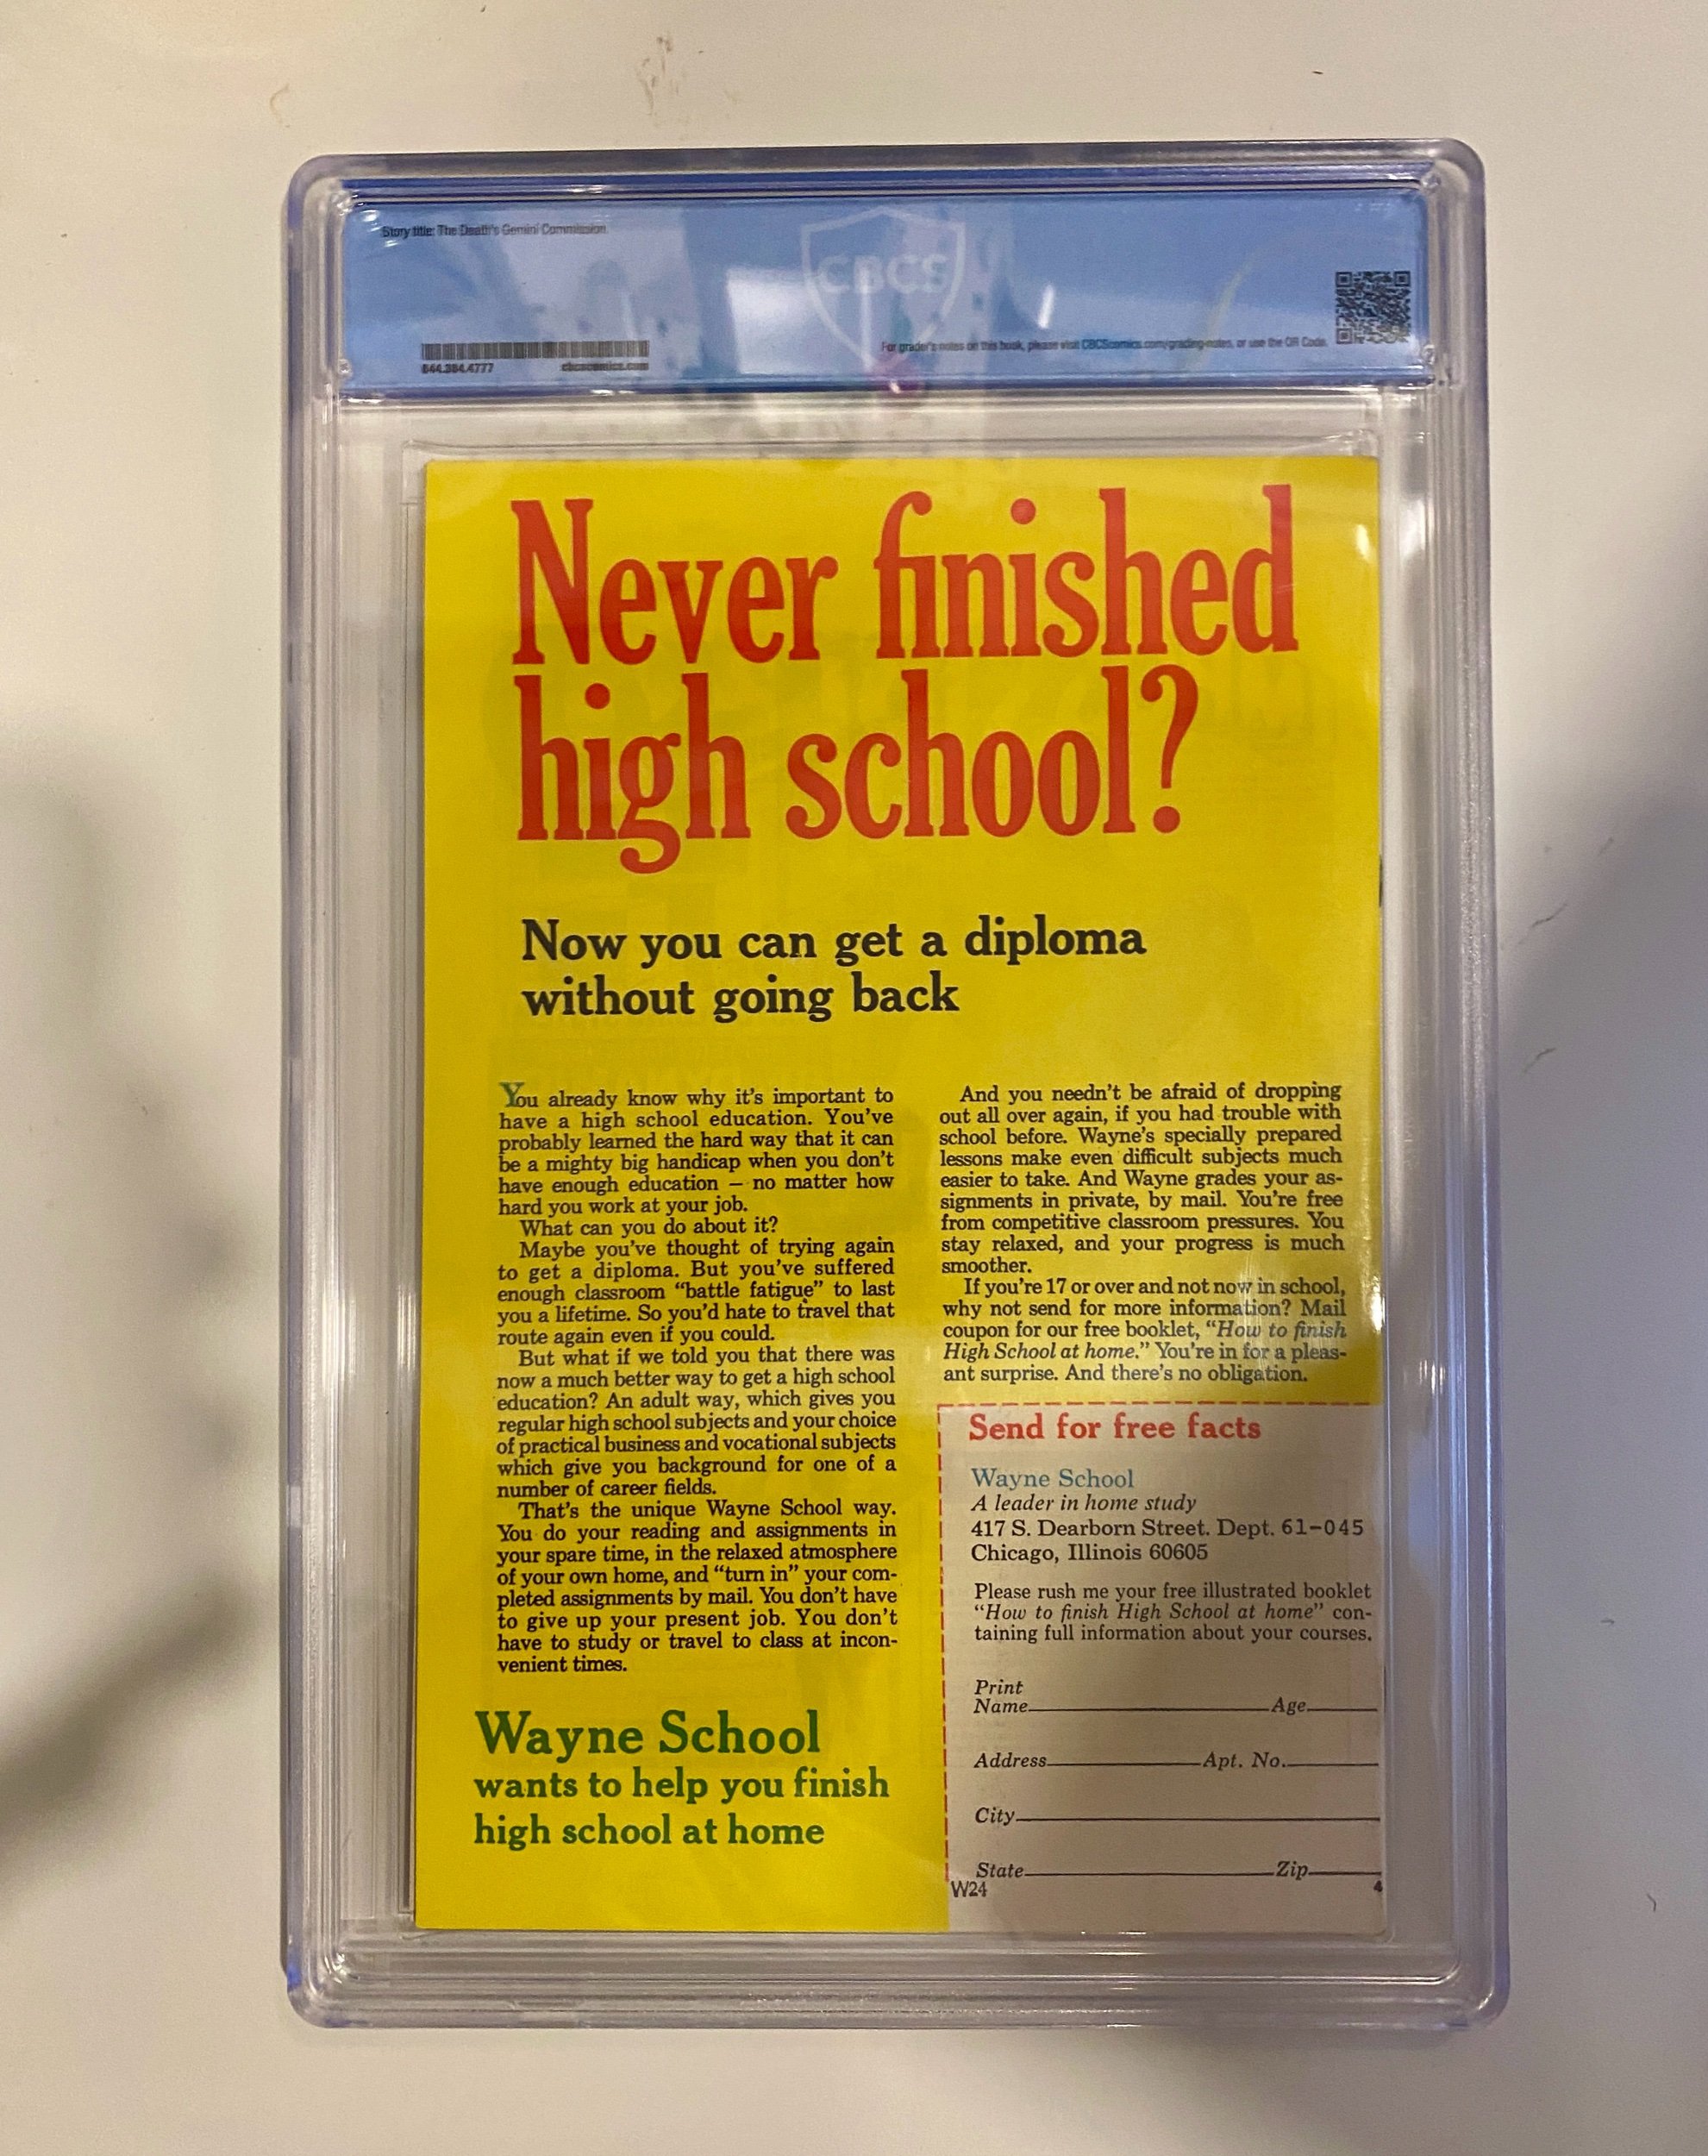 Story title: The Death's Gemini Commission.
CBCS
844.384.4777
cbcscomics.com
For grader's notes on this book, please visit CBCScomics.com/grading-notes, or use the QR Code.
Never finished
high school?
Now you can get a diploma
without going back
You already know why it's important to
have a high school education. You've
probably learned the hard way that it can
be a mighty big handicap when you don't
have enough education – no matter how
hard you work at your job.
What can you do about it?
Maybe you've thought of trying again
to get a diploma. But you've suffered
enough classroom “battle fatigue” to last
you a lifetime. So you'd hate to travel that
route again even if you could.
But what if we told you that there was
now a much better way to get a high school
education? An adult way, which gives you
regular high school subjects and your choice
of practical business and vocational subjects
which give you background for one of a
number of career fields.
That's the unique Wayne School way.
You do your reading and assignments in
your spare time, in the relaxed atmosphere
of your own home, and “turn in” your com-
pleted assignments by mail. You don't have
to give up your present job. You don't
have to study or travel to class at incon-
venient times.
Wayne School
wants to help you finish
high school at home
And you needn't be afraid of dropping
out all over again, if you had trouble with
school before. Wayne's specially prepared
lessons make even difficult subjects much
easier to take. And Wayne grades your as-
signments in private, by mail. You're free
from competitive classroom pressures. You
stay relaxed, and your progress is much
smoother.
If you're 17 or over and not now in school,
why not send for more information? Mail
coupon for our free booklet, “How to finish
High School at home.” You're in for a pleas-
ant surprise. And there's no obligation.
Send for free facts
Wayne School
A leader in home study
417 S. Dearborn Street. Dept. 61-045
Chicago, Illinois 60605
Please rush me your free illustrated booklet
“How to finish High School at home” con-
taining full information about your courses.
Print
Name Age
Address Apt. No.
City
State Zip
W24 4